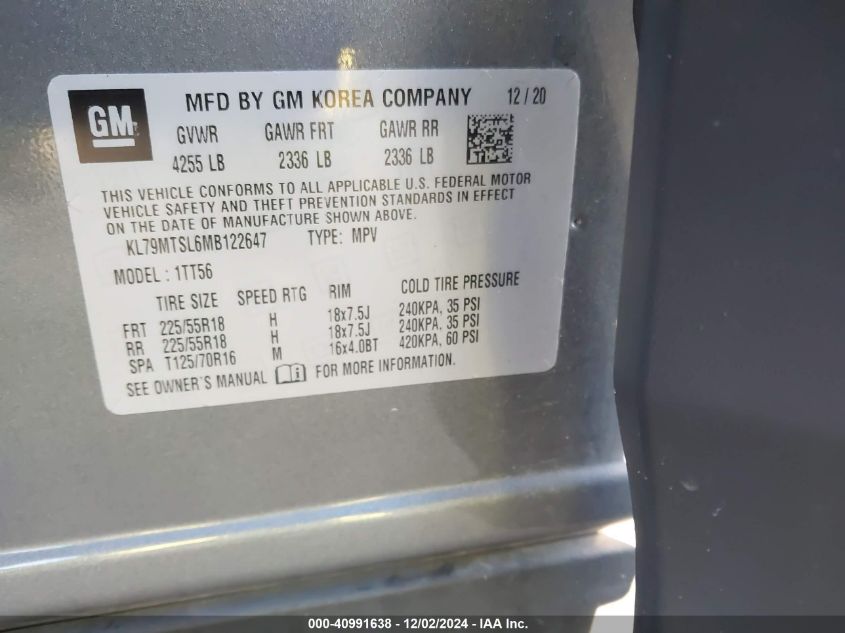 GM MFD BY GM KOREA COMPANY 12 / 20
GVWR GAWR FRT GAWR RR
4255 LB 2336 LB 2336 LB
THIS VEHICLE CONFORMS TO ALL APPLICABLE U.S. FEDERAL MOTOR
VEHICLE SAFETY AND THEFT PREVENTION STANDARDS IN EFFECT
ON THE DATE OF MANUFACTURE SHOWN ABOVE.
KL79MTSL6MB122647 TYPE: MPV
MODEL : 1TT56
TIRE SIZE SPEED RTG RIM COLD TIRE PRESSURE
FRT 225/55R18 H 18x7.5J 240KPA, 35 PSI
RR 225/55R18 H 18x7.5J 240KPA, 35 PSI
SPA T125/70R16 M 16x4.0BT 420KPA, 60 PSI
SEE OWNER'S MANUAL i FOR MORE INFORMATION.
000-40991638 - 12/02/2024 - IAA Inc.